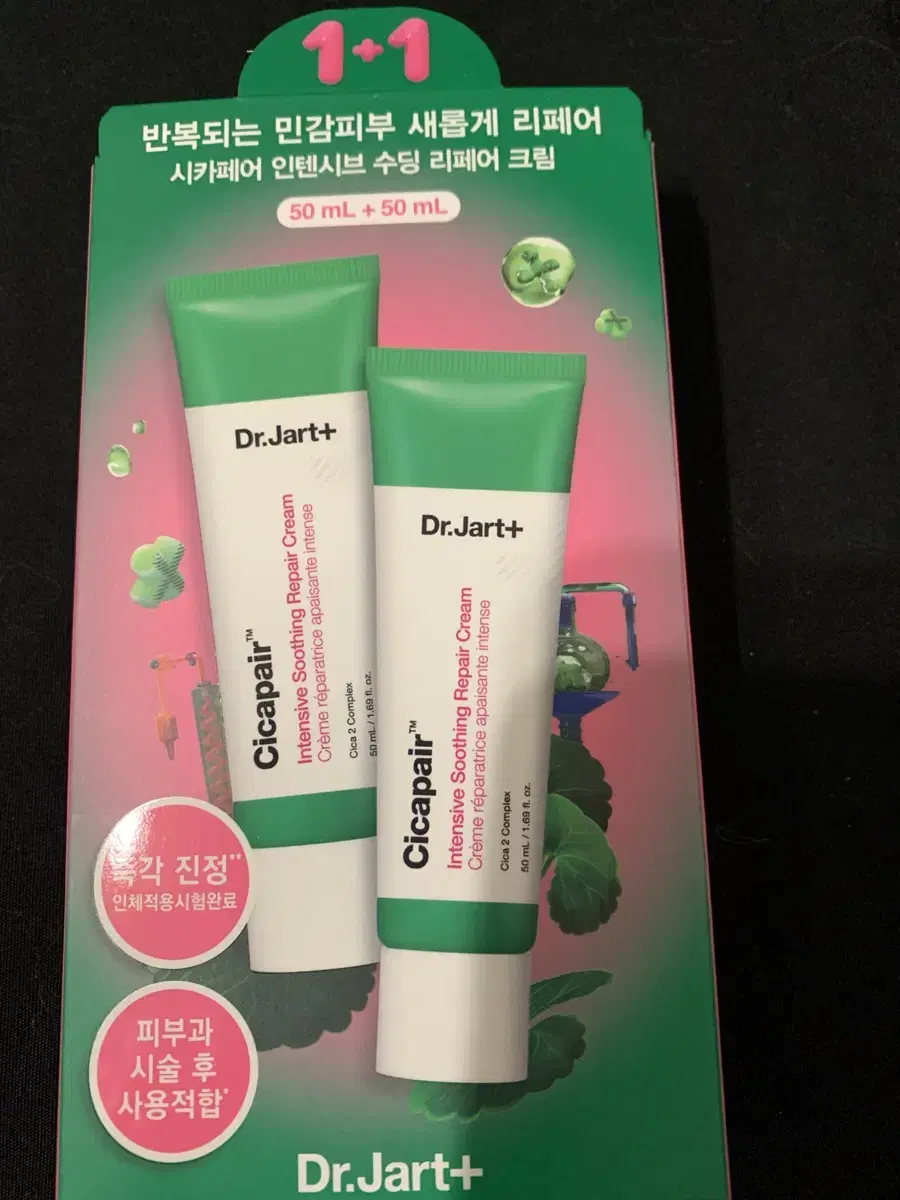 1+1
반복되는 민감피부 새롭게 리페어
시카페어 인텐시브 수딩 리페어 크림
50 mL + 50 mL
Dr.Jart+
Cicapair™
Intensive Soothing Repair Cream
Crème réparatrice apaisante intense
Cica 2 Complex
50 mL / 1.69 fl. oz.
Dr.Jart+
Cicapair™
Intensive Soothing Repair Cream
Crème réparatrice apaisante intense
Cica 2 Complex
50 mL / 1.69 fl. oz.
즉각 진정**
인체적용시험완료
피부과
시술 후
사용적합*
Dr.Jart+